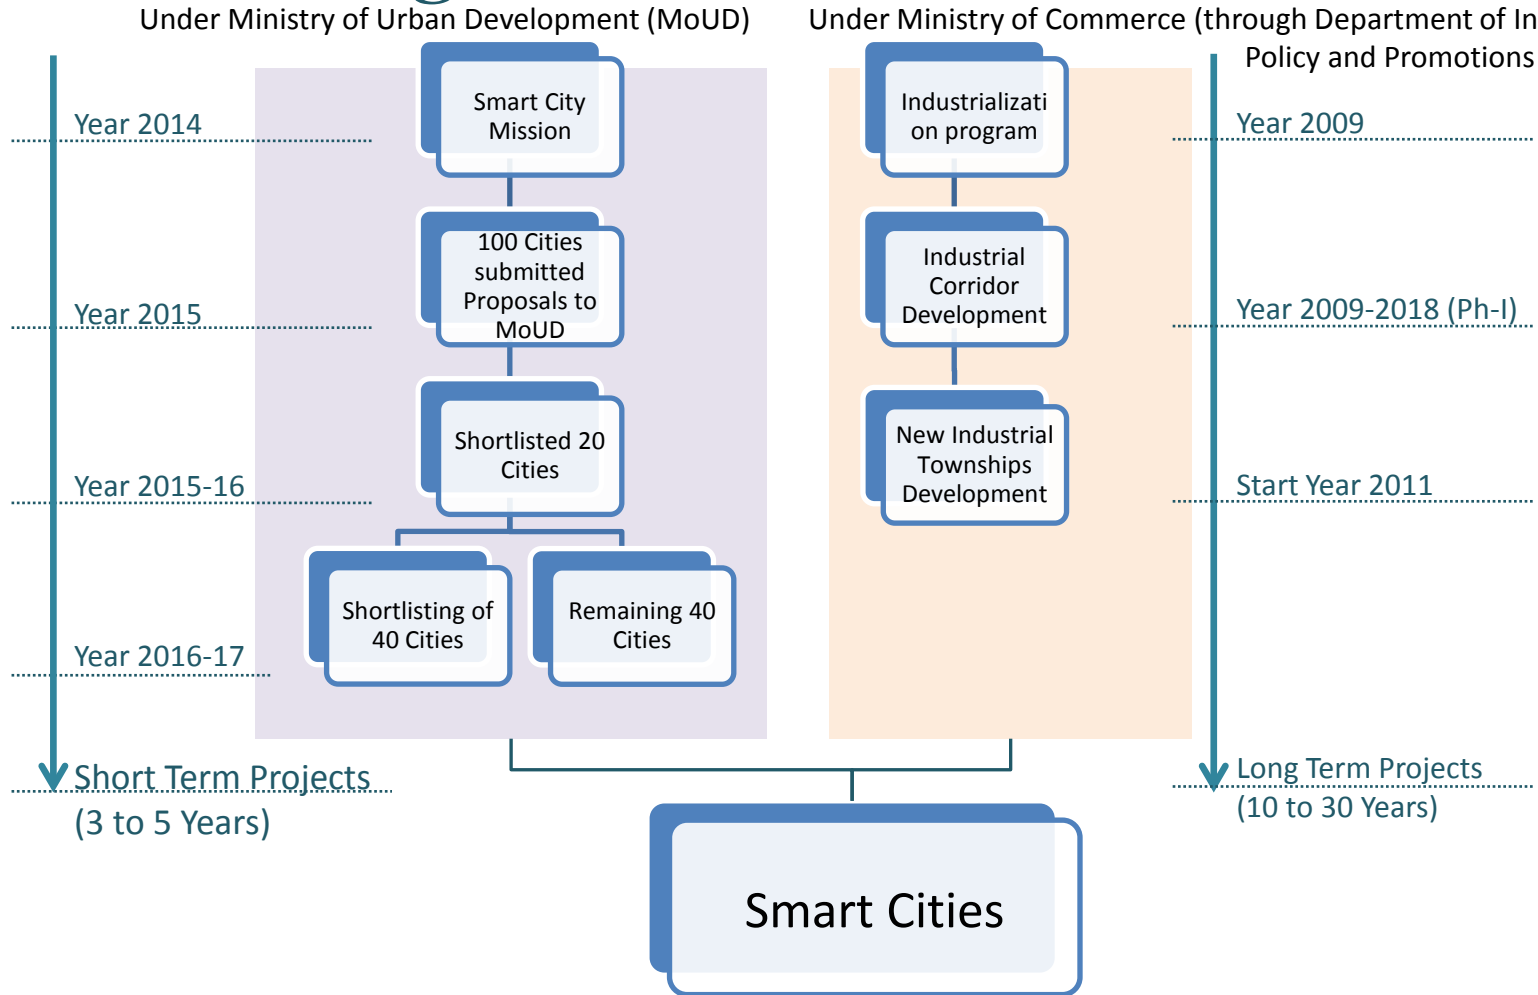 Under Ministry of Urban Development (MoUD)
Under Ministry of Commerce (through Department of In
Policy and Promotions
Year 2014
Smart City
Mission
Industrializati
on program
Year 2009
Year 2015
100 Cities
submitted
Proposals to
MoUD
Industrial
Corridor
Development
Year 2009-2018 (Ph-I)
Year 2015-16
Shortlisted 20
Cities
New Industrial
Townships
Development
Start Year 2011
Year 2016-17
Shortlisting of
40 Cities
Remaining 40
Cities
Short Term Projects
(3 to 5 Years)
Long Term Projects
(10 to 30 Years)
Smart Cities